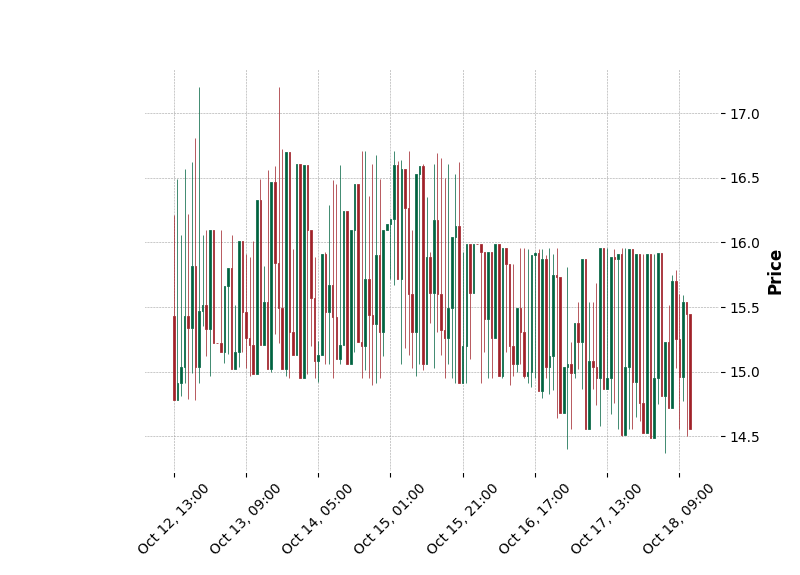 17.0
16.5
16.0
15.5
15.0
14.5
Price
Oct 12, 13:00
Oct 13, 09:00
Oct 14, 05:00
Oct 15, 01:00
Oct 15, 21:00
Oct 16, 17:00
Oct 17, 13:00
Oct 18, 09:00